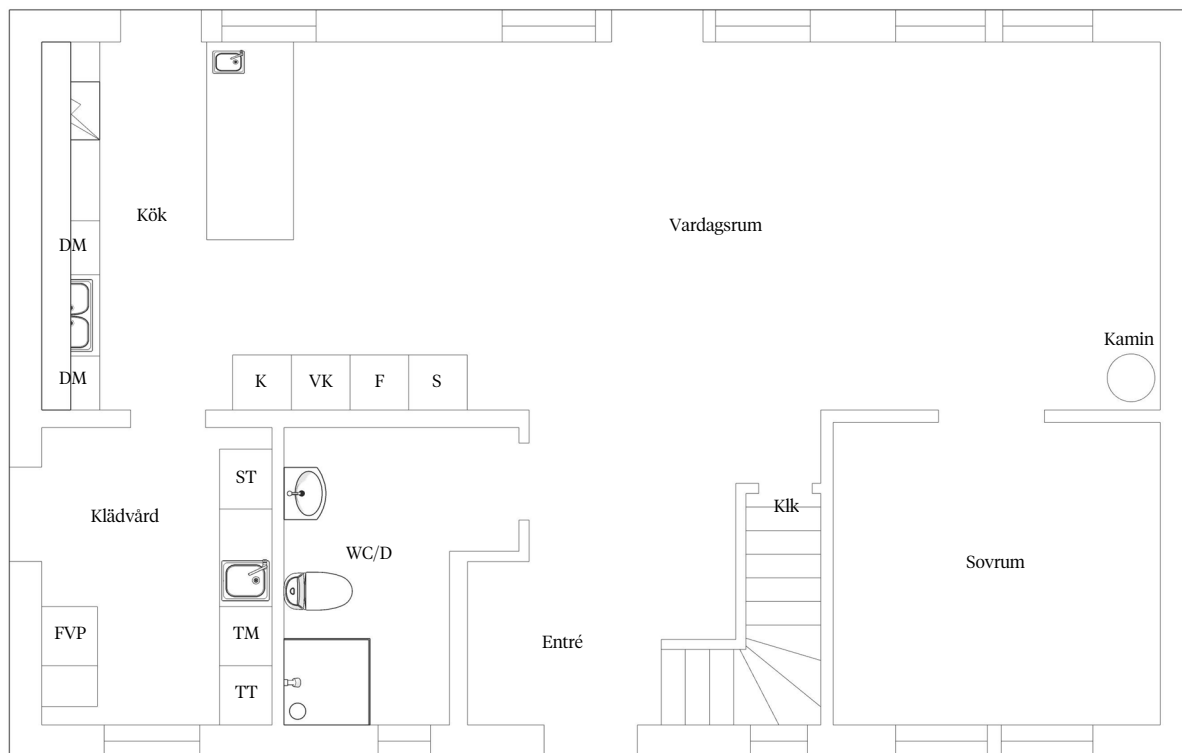 Kök
Vardagsrum
DM
Kamin
DM
K
VK
F
S
ST
Klk
Klädvård
WC/D
Sovrum
FVP
TM
Entré
TT